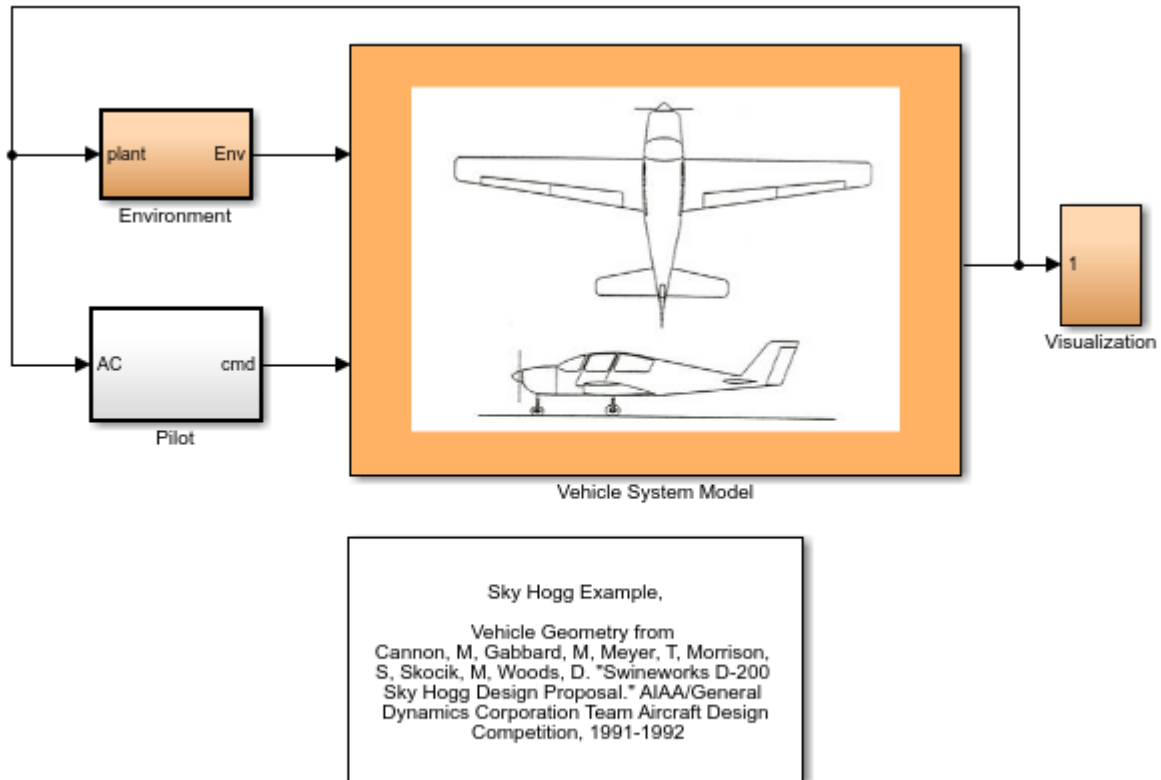 plant
Env
Environment
AC
cmd
Pilot
Vehicle System Model
1
Visualization
Sky Hogg Example,
Vehicle Geometry from
Cannon, M, Gabbard, M, Meyer, T, Morrison,
S, Skocik, M, Woods, D. "Swineworks D-200
Sky Hogg Design Proposal." AIAA/General
Dynamics Corporation Team Aircraft Design
Competition, 1991-1992